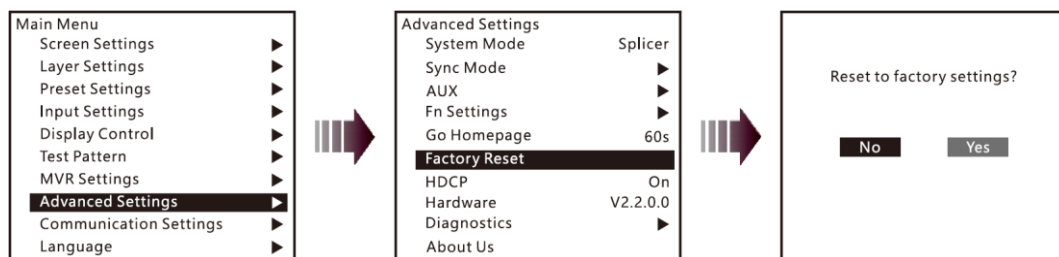 Main Menu
Screen Settings
Layer Settings
Preset Settings
Input Settings
Display Control
Test Pattern
MVR Settings
Advanced Settings
Communication Settings
Language
Advanced Settings
System Mode Splicer
Sync Mode
AUX
Fn Settings
Go Homepage 60s
Factory Reset
HDCP On
Hardware V2.2.0.0
Diagnostics
About Us
Reset to factory settings?
No Yes